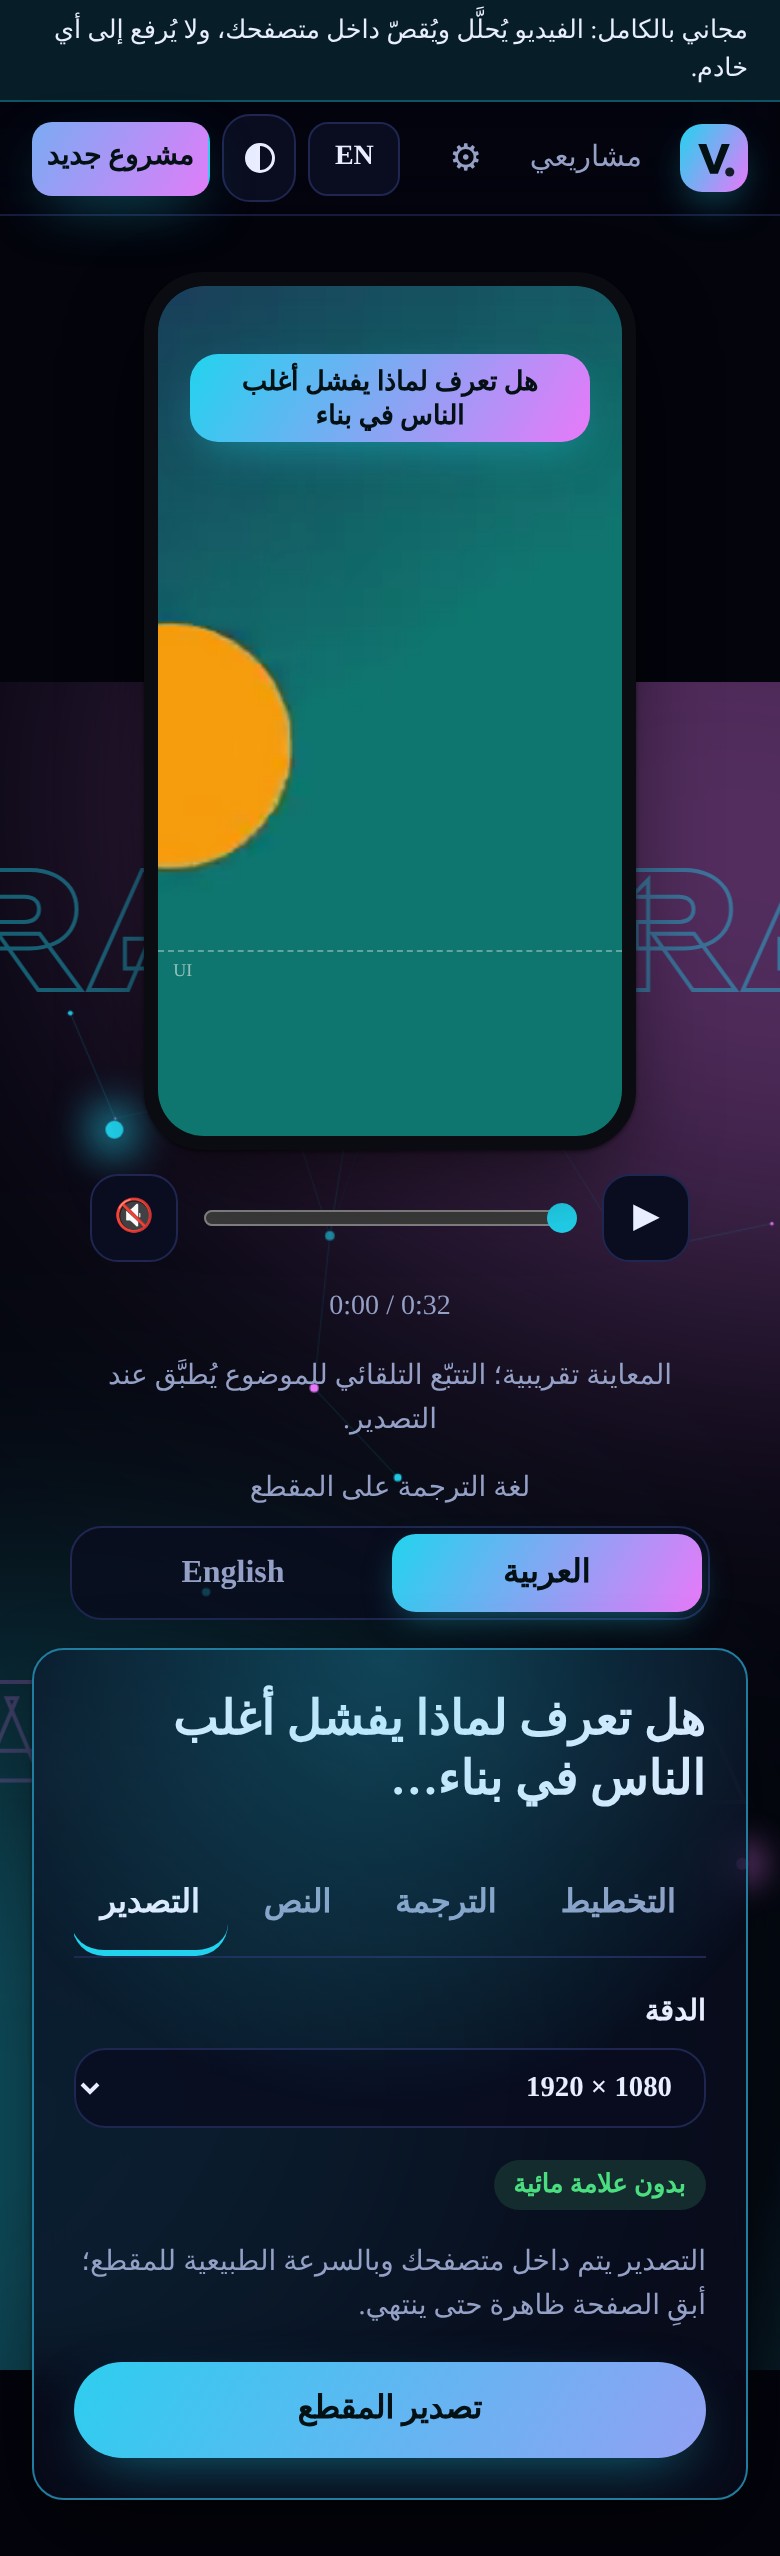 مجاني بالكامل: الفيديو يُحلَّل ويُقصّ داخل متصفحك، ولا يُرفع إلى أي
خادم.
V.
مشاريعي
⚙
EN
مشروع جديد
هل تعرف لماذا يفشل أغلب
الناس في بناء
UI
0:00 / 0:32
المعاينة تقريبية؛ التتبّع التلقائي للموضوع يُطبَّق عند
التصدير.
لغة الترجمة على المقطع
العربية
English
هل تعرف لماذا يفشل أغلب
الناس في بناء…
التخطيط
الترجمة
النص
التصدير
الدقة
1080 × 1920
بدون علامة مائية
التصدير يتم داخل متصفحك وبالسرعة الطبيعية للمقطع؛
أبقِ الصفحة ظاهرة حتى ينتهي.
تصدير المقطع